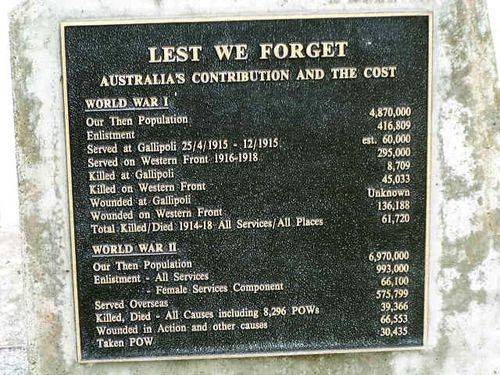 LEST WE FORGET
AUSTRALIA'S CONTRIBUTION AND THE COST
WORLD WAR I
Our Then Population 4,870,000
Enlistment 416,809
Served at Gallipoli 25/4/1915 - 12/1915 est. 60,000
Served on Western Front 1916-1918 295,000
Killed at Gallipoli 8,709
Killed on Western Front 45,033
Wounded at Gallipoli Unknown
Wounded on Western Front 136,188
Total Killed/Died 1914-18 All Services/All Places 61,720
WORLD WAR II
Our Then Population 6,970,000
Enlistment - All Services 993,000
- Female Services Component 66,100
Served Overseas 575,799
Killed, Died - All Causes including 8,296 POWs 39,366
Wounded in Action and other causes 66,553
Taken POW 30,435